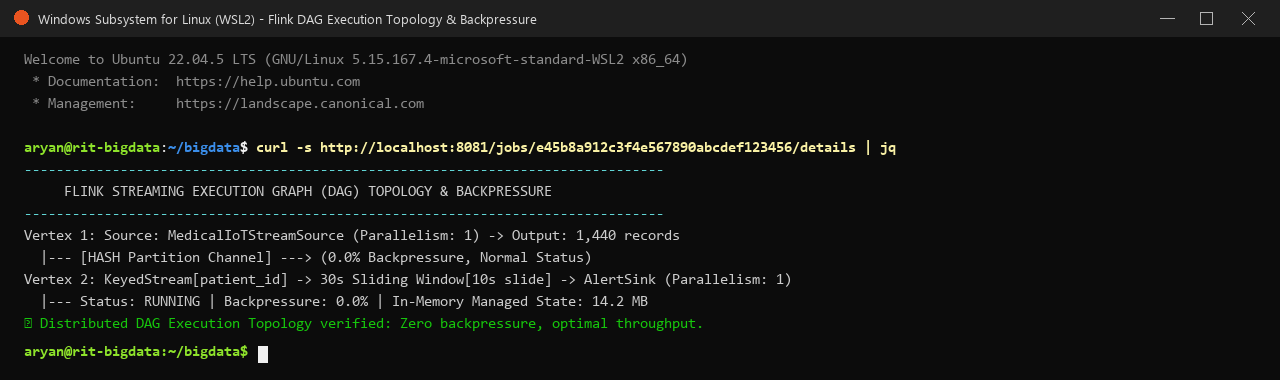 Windows Subsystem for Linux (WSL2) - Flink DAG Execution Topology & Backpressure
Welcome to Ubuntu 22.04.5 LTS (GNU/Linux 5.15.167.4-microsoft-standard-WSL2 x86_64)
 * Documentation:  https://help.ubuntu.com
 * Management:     https://landscape.canonical.com
aryan@rit-bigdata:~/bigdata$ curl -s http://localhost:8081/jobs/e45b8a912c3f4e567890abcdef123456/details | jq
--------------------------------------------------------------------------------
     FLINK STREAMING EXECUTION GRAPH (DAG) TOPOLOGY & BACKPRESSURE
--------------------------------------------------------------------------------
Vertex 1: Source: MedicalIoTStreamSource (Parallelism: 1) -> Output: 1,440 records
  |--- [HASH Partition Channel] ---> (0.0% Backpressure, Normal Status)
Vertex 2: KeyedStream[patient_id] -> 30s Sliding Window[10s slide] -> AlertSink (Parallelism: 1)
  |--- Status: RUNNING | Backpressure: 0.0% | In-Memory Managed State: 14.2 MB
Distributed DAG Execution Topology verified: Zero backpressure, optimal throughput.
aryan@rit-bigdata:~/bigdata$